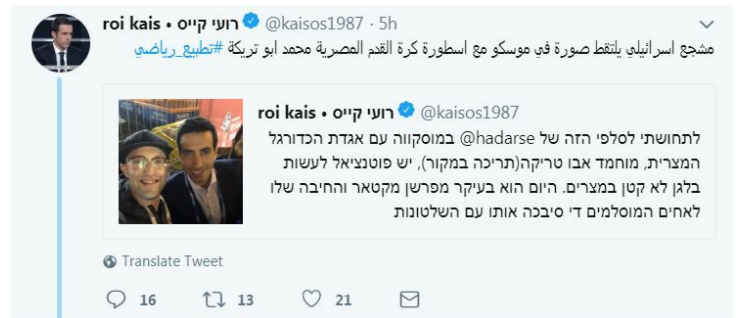 roi kais • רועי קייס @kaisos1987 · 5h
مشجع اسرائيلي يلتقط صورة في موسكو مع اسطورة كرة القدم المصرية محمد ابو تريكة #تطبيع_رياضي
roi kais • רועי קייס @kaisos1987
לתחושתי לסלפי הזה של @hadarse במוסקווה עם אגדת הכדורגל
המצרית, מוחמד אבו טריקה(תריכה במקור), יש פוטנציאל לעשות
בלגן לא קטן במצרים. היום הוא בעיקר מפרשן מקטאר והחיבה שלו
לאחים המוסלמים די סיבכה אותו עם השלטונות
Translate Tweet
16 13 21